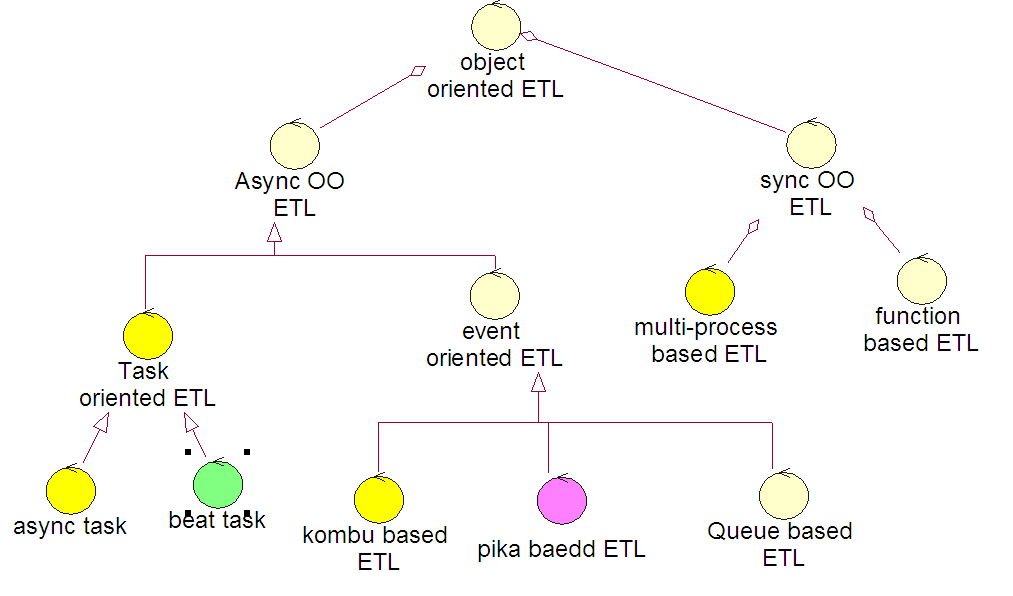 object
oriented ETL
Async OO
ETL
sync OO
ETL
Task
oriented ETL
event
oriented ETL
multi-process
based ETL
function
based ETL
async task
beat task
kombu based
ETL
pika baedd ETL
Queue based
ETL